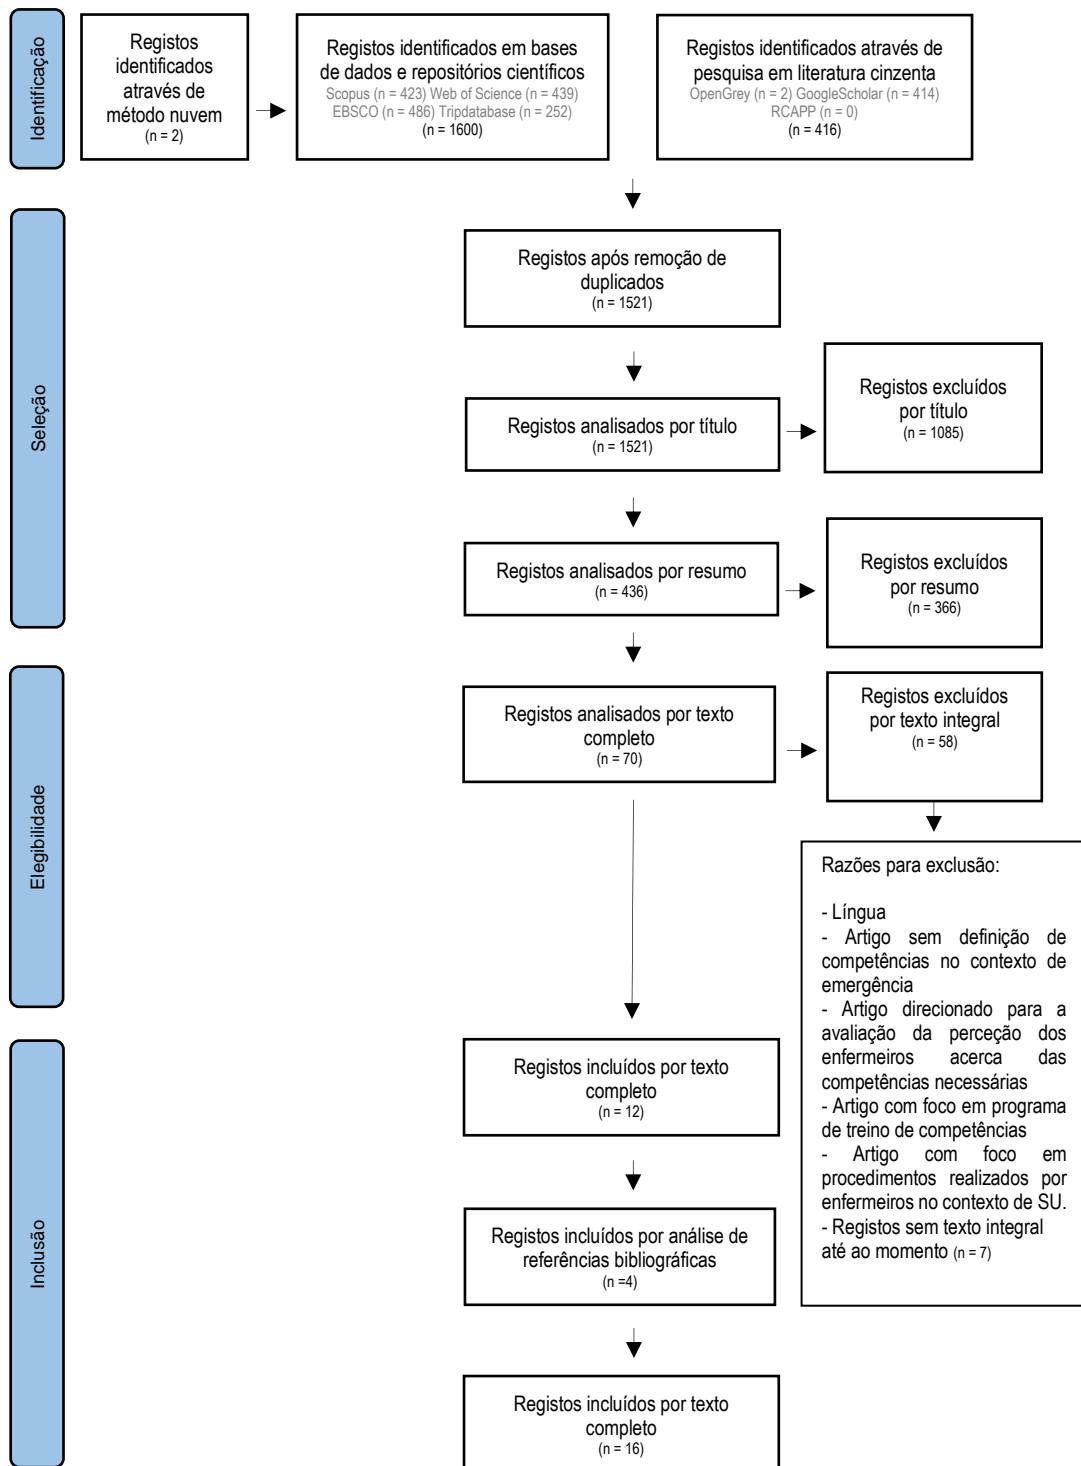 Identificação
Registos
identificados
através de
método nuvem
(n = 2)
Registos identificados em bases
de dados e repositórios científicos
Scopus (n = 423) Web of Science (n = 439)
EBSCO (n = 486) Tripdatabase (n = 252)
(n = 1600)
Registos identificados através de
pesquisa em literatura cinzenta
OpenGrey (n = 2) GoogleScholar (n = 414)
RCAPP (n = 0)
(n = 416)
Seleção
Registos após remoção de
duplicados
(n = 1521)
Registos analisados por título
(n = 1521)
Registos excluídos
por título
(n = 1085)
Registos analisados por resumo
(n = 436)
Registos excluídos
por resumo
(n = 366)
Elegibilidade
Registos analisados por texto
completo
(n = 70)
Registos excluídos
por texto integral
(n = 58)
Razões para exclusão:
- Língua
- Artigo sem definição de
competências no contexto de
emergência
- Artigo direcionado para a
avaliação da perceção dos
enfermeiros acerca das
competências necessárias
- Artigo com foco em programa
de treino de competências
- Artigo com foco em
procedimentos realizados por
enfermeiros no contexto de SU.
- Registos sem texto integral
até ao momento (n = 7)
Inclusão
Registos incluídos por texto
completo
(n = 12)
Registos incluídos por análise de
referências bibliográficas
(n =4)
Registos incluídos por texto
completo
(n = 16)